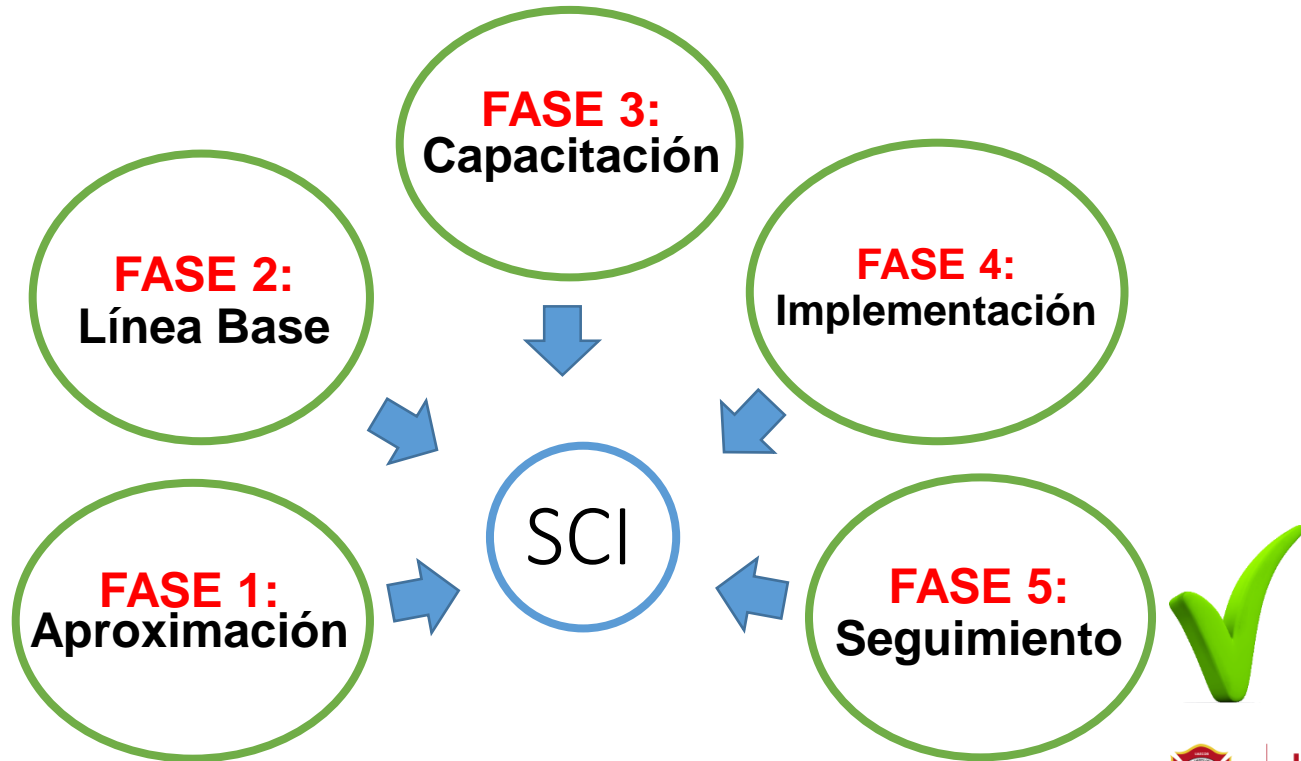 FASE 1:
Aproximación
FASE 2:
Línea Base
FASE 3:
Capacitación
FASE 4:
Implementación
FASE 5:
Seguimiento
SCI